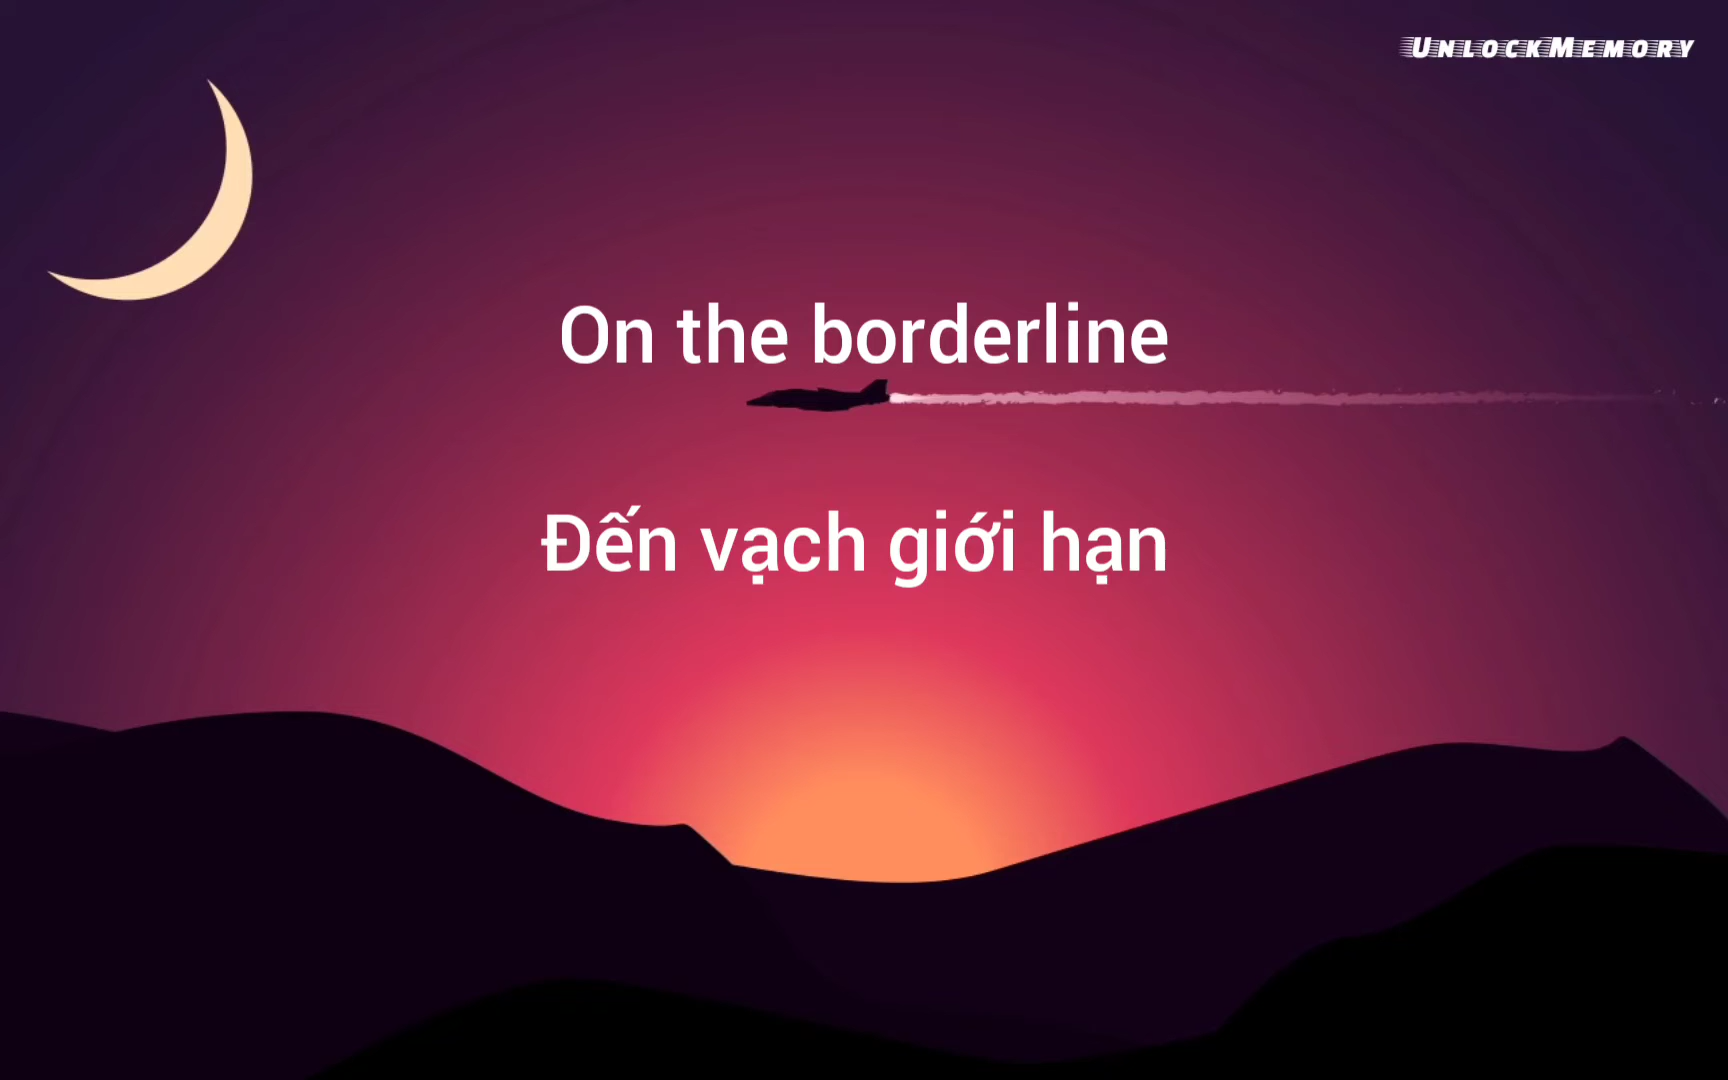 UnlockMemory
On the borderline
Đến vạch giới hạn